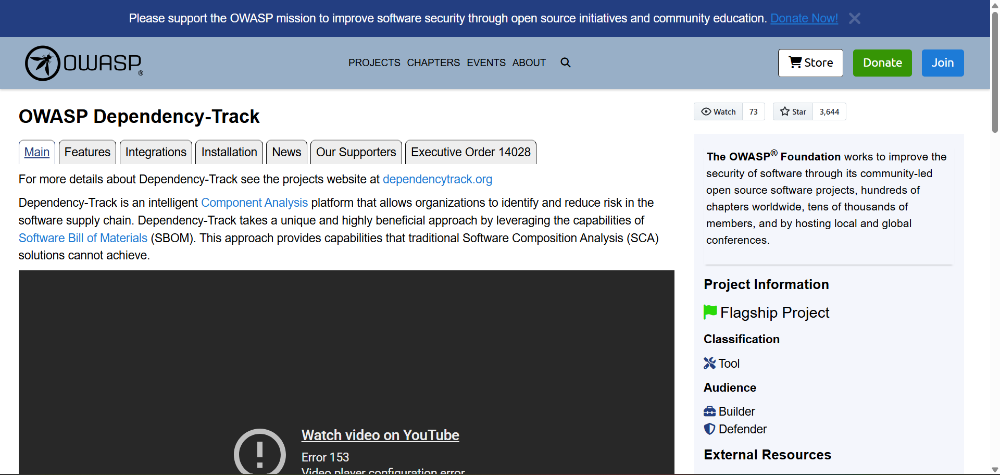 Please support the OWASP mission to improve software security through open source initiatives and community education. Donate Now!
OWASP®
PROJECTS CHAPTERS EVENTS ABOUT
Store
Donate
Join
OWASP Dependency-Track
Main
Features
Integrations
Installation
News
Our Supporters
Executive Order 14028
For more details about Dependency-Track see the projects website at dependencytrack.org
Dependency-Track is an intelligent Component Analysis platform that allows organizations to identify and reduce risk in the
software supply chain. Dependency-Track takes a unique and highly beneficial approach by leveraging the capabilities of
Software Bill of Materials (SBOM). This approach provides capabilities that traditional Software Composition Analysis (SCA)
solutions cannot achieve.
Watch video on YouTube
Error 153
Video player configuration error
Watch 73
Star 3,644
The OWASP® Foundation works to improve the
security of software through its community-led
open source software projects, hundreds of
chapters worldwide, tens of thousands of
members, and by hosting local and global
conferences.
Project Information
Flagship Project
Classification
Tool
Audience
Builder
Defender
External Resources